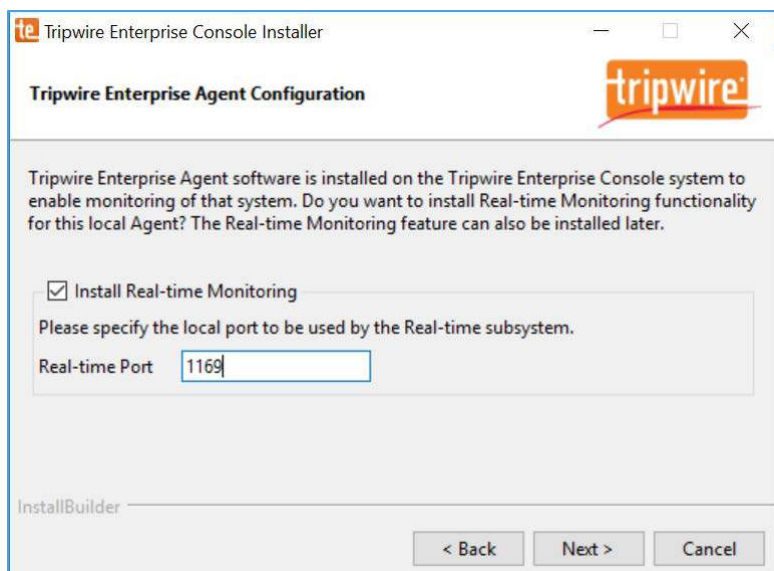 te Tripwire Enterprise Console Installer
Tripwire Enterprise Agent Configuration
tripwire
Tripwire Enterprise Agent software is installed on the Tripwire Enterprise Console system to
enable monitoring of that system. Do you want to install Real-time Monitoring functionality
for this local Agent? The Real-time Monitoring feature can also be installed later.
Install Real-time Monitoring
Please specify the local port to be used by the Real-time subsystem.
Real-time Port 1169
InstallBuilder
< Back Next > Cancel